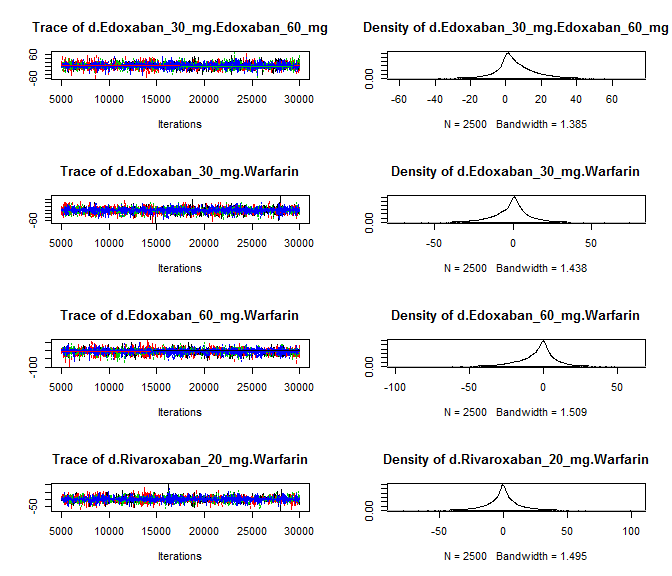 Trace of d.Edoxaban_30_mg.Edoxaban_60_mg
60
-60
5000 10000 15000 20000 25000 30000
Iterations
Density of d.Edoxaban_30_mg.Edoxaban_60_mg
0.00
-60 -40 -20 0 20 40 60
N = 2500 Bandwidth = 1.385
Trace of d.Edoxaban_30_mg.Warfarin
-60
5000 10000 15000 20000 25000 30000
Iterations
Density of d.Edoxaban_30_mg.Warfarin
0.00
-50 0 50
N = 2500 Bandwidth = 1.438
Trace of d.Edoxaban_60_mg.Warfarin
-100
5000 10000 15000 20000 25000 30000
Iterations
Density of d.Edoxaban_60_mg.Warfarin
0.00
-100 -50 0 50
N = 2500 Bandwidth = 1.509
Trace of d.Rivaroxaban_20_mg.Warfarin
-50
5000 10000 15000 20000 25000 30000
Iterations
Density of d.Rivaroxaban_20_mg.Warfarin
0.00
-50 0 50 100
N = 2500 Bandwidth = 1.495